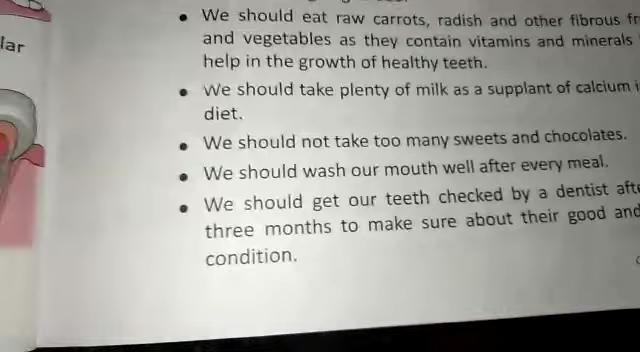 lar
We should eat raw carrots, radish and other fibrous fr
and vegetables as they contain vitamins and minerals
help in the growth of healthy teeth.
We should take plenty of milk as a supplant of calcium i
diet.
We should not take too many sweets and chocolates.
We should wash our mouth well after every meal.
We should get our teeth checked by a dentist afte
three months to make sure about their good and
condition.